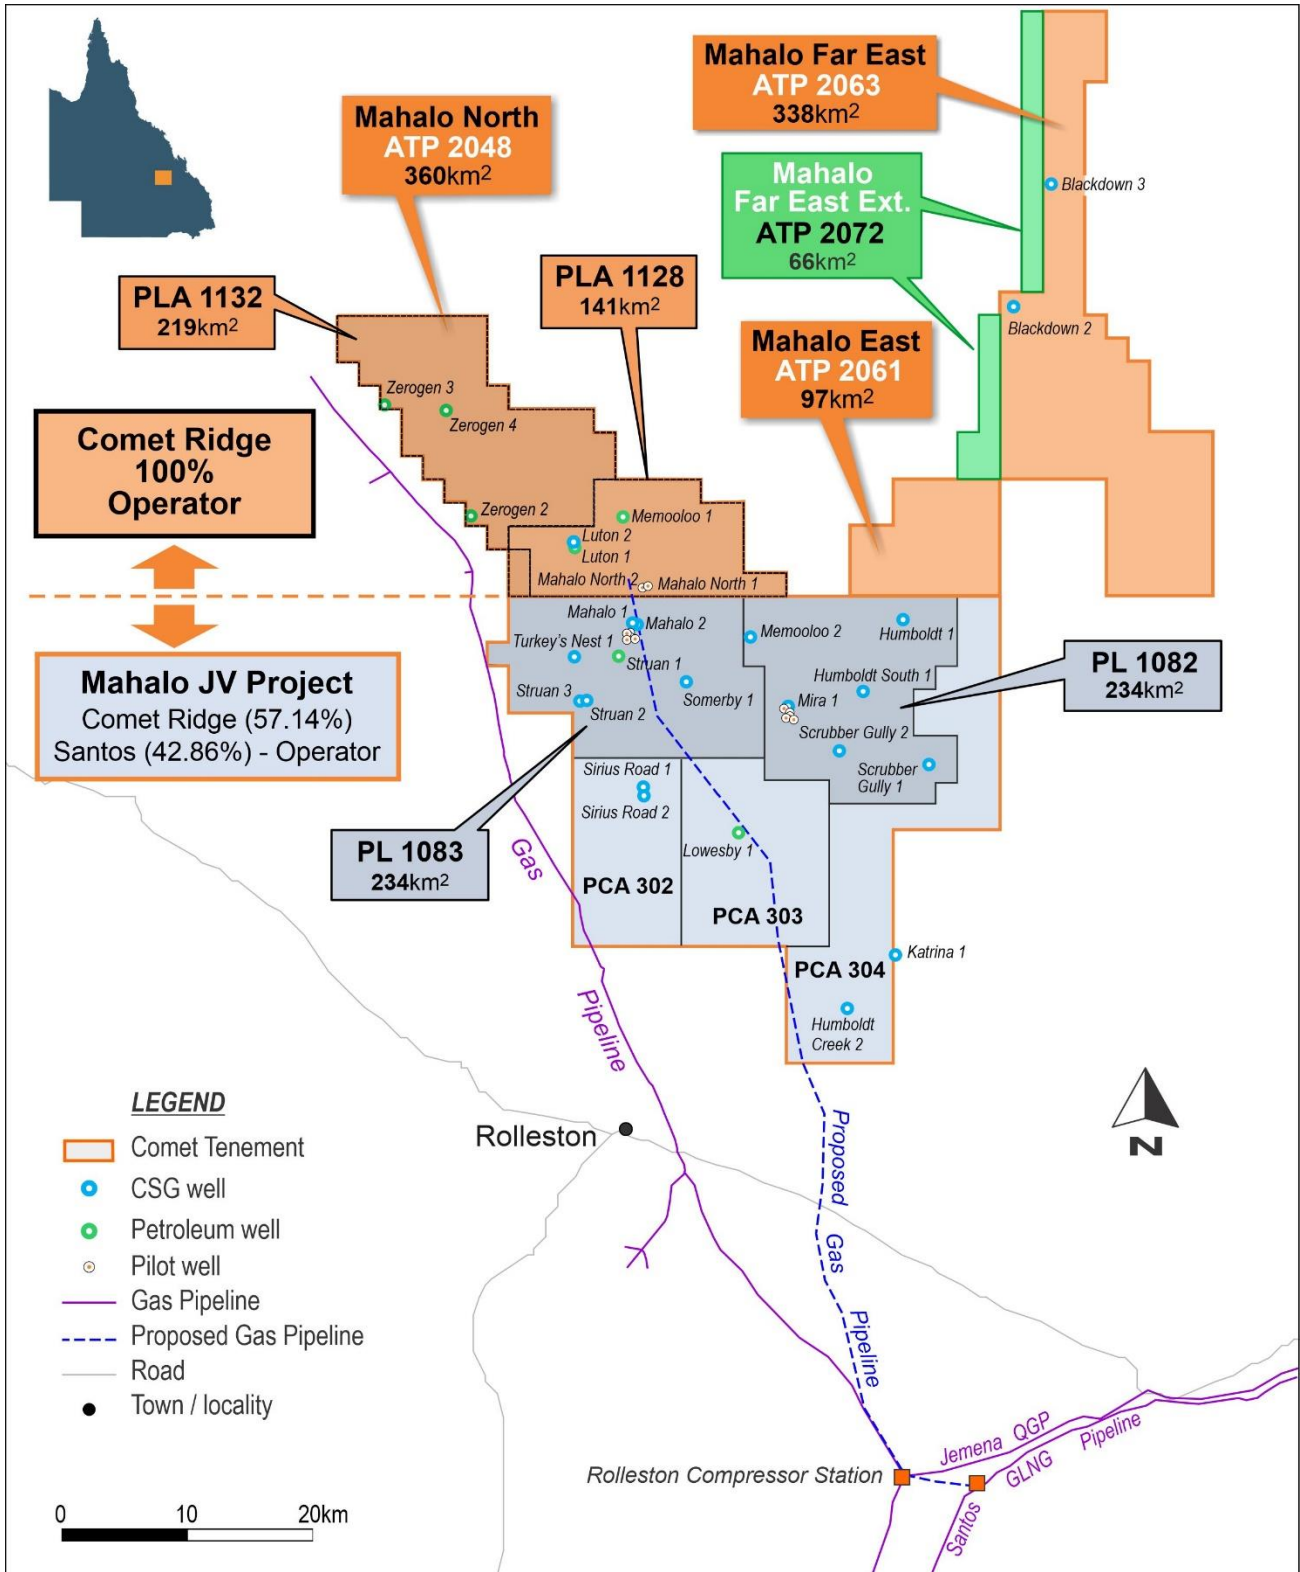 Mahalo Far East
ATP 2063
338km²
Mahalo North
ATP 2048
360km²
Mahalo
Far East Ext.
ATP 2072
66km²
Blackdown 3
PLA 1132
219km²
PLA 1128
141km²
Blackdown 2
Mahalo East
ATP 2061
97km²
Zerogen 3
Zerogen 4
Comet Ridge
100%
Operator
Zerogen 2
Memooloo 1
Luton 2
Luton 1
Mahalo North 2
Mahalo North 1
Mahalo 1
Mahalo 2
Memooloo 2
Humboldt 1
Turkey's Nest 1
Struan 1
Humboldt South 1
PL 1082
234km²
Mahalo JV Project
Comet Ridge (57.14%)
Santos (42.86%) - Operator
Struan 3
Struan 2
Somerby 1
Mira 1
Scrubber Gully 2
Scrubber
Gully 1
Sirius Road 1
Sirius Road 2
PL 1083
234km²
Lowesby 1
Gas
Pipeline
PCA 302
PCA 303
PCA 304
Katrina 1
Humboldt
Creek 2
N
Rolleston
Proposed
Gas
Pipeline
LEGEND
Comet Tenement
CSG well
Petroleum well
Pilot well
Gas Pipeline
Proposed Gas Pipeline
Road
Town / locality
Jemena QGP
Santos GLNG Pipeline
Rolleston Compressor Station
0 10 20km